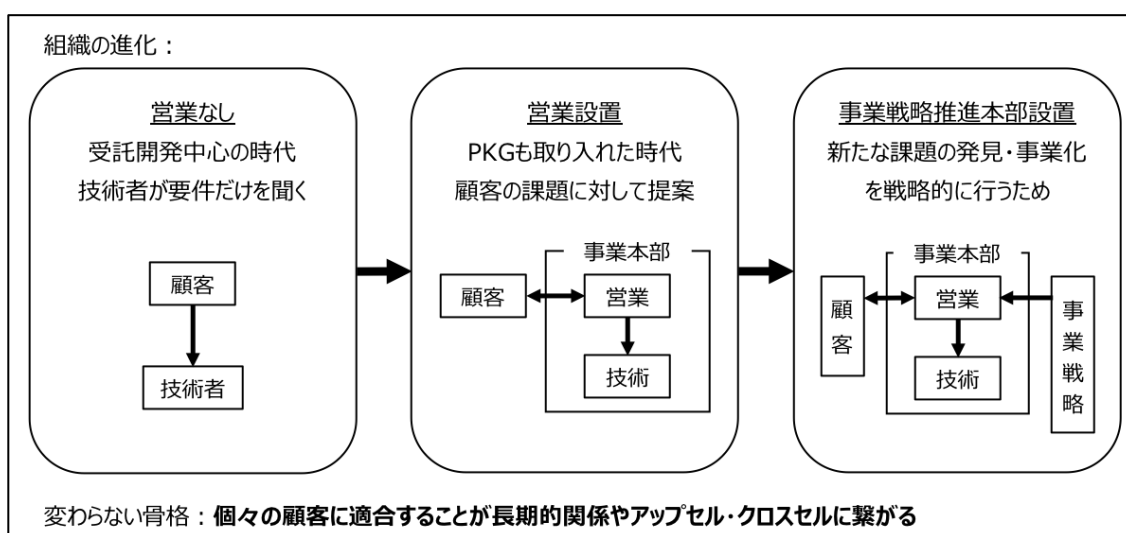 組織の進化：
営業なし
受託開発中心の時代
技術者が要件だけを聞く
顧客
技術者
営業設置
PKGも取り入れた時代
顧客の課題に対して提案
事業本部
顧客
営業
技術
事業戦略推進本部設置
新たな課題の発見・事業化
を戦略的に行うため
事業本部
顧客
営業
技術
事業戦略
変わらない骨格：個々の顧客に適合することが長期的関係やアップセル・クロスセルに繋がる